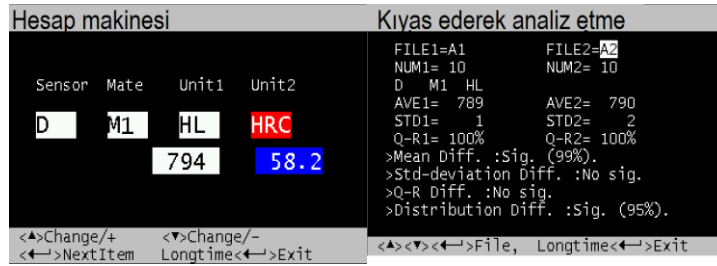 Hesap makinesi
Sensor Mate Unit1 Unit2
D M1 HL HRC
794 58.2
<▲>Change/+ <▼>Change/-
<↵>NextItem Longtime<↵>Exit
Kıyas ederek analiz etme
FILE1=A1 FILE2=A2
NUM1= 10 NUM2= 10
D M1 HL
AVE1= 789 AVE2= 790
STD1= 1 STD2= 2
Q-R1= 100% Q-R2= 100%
>Mean Diff. :Sig. (99%).
>Std-deviation Diff. :No sig.
>Q-R Diff. :No sig.
>Distribution Diff. :Sig. (95%).
<▲><▼><↵>File, Longtime<↵>Exit